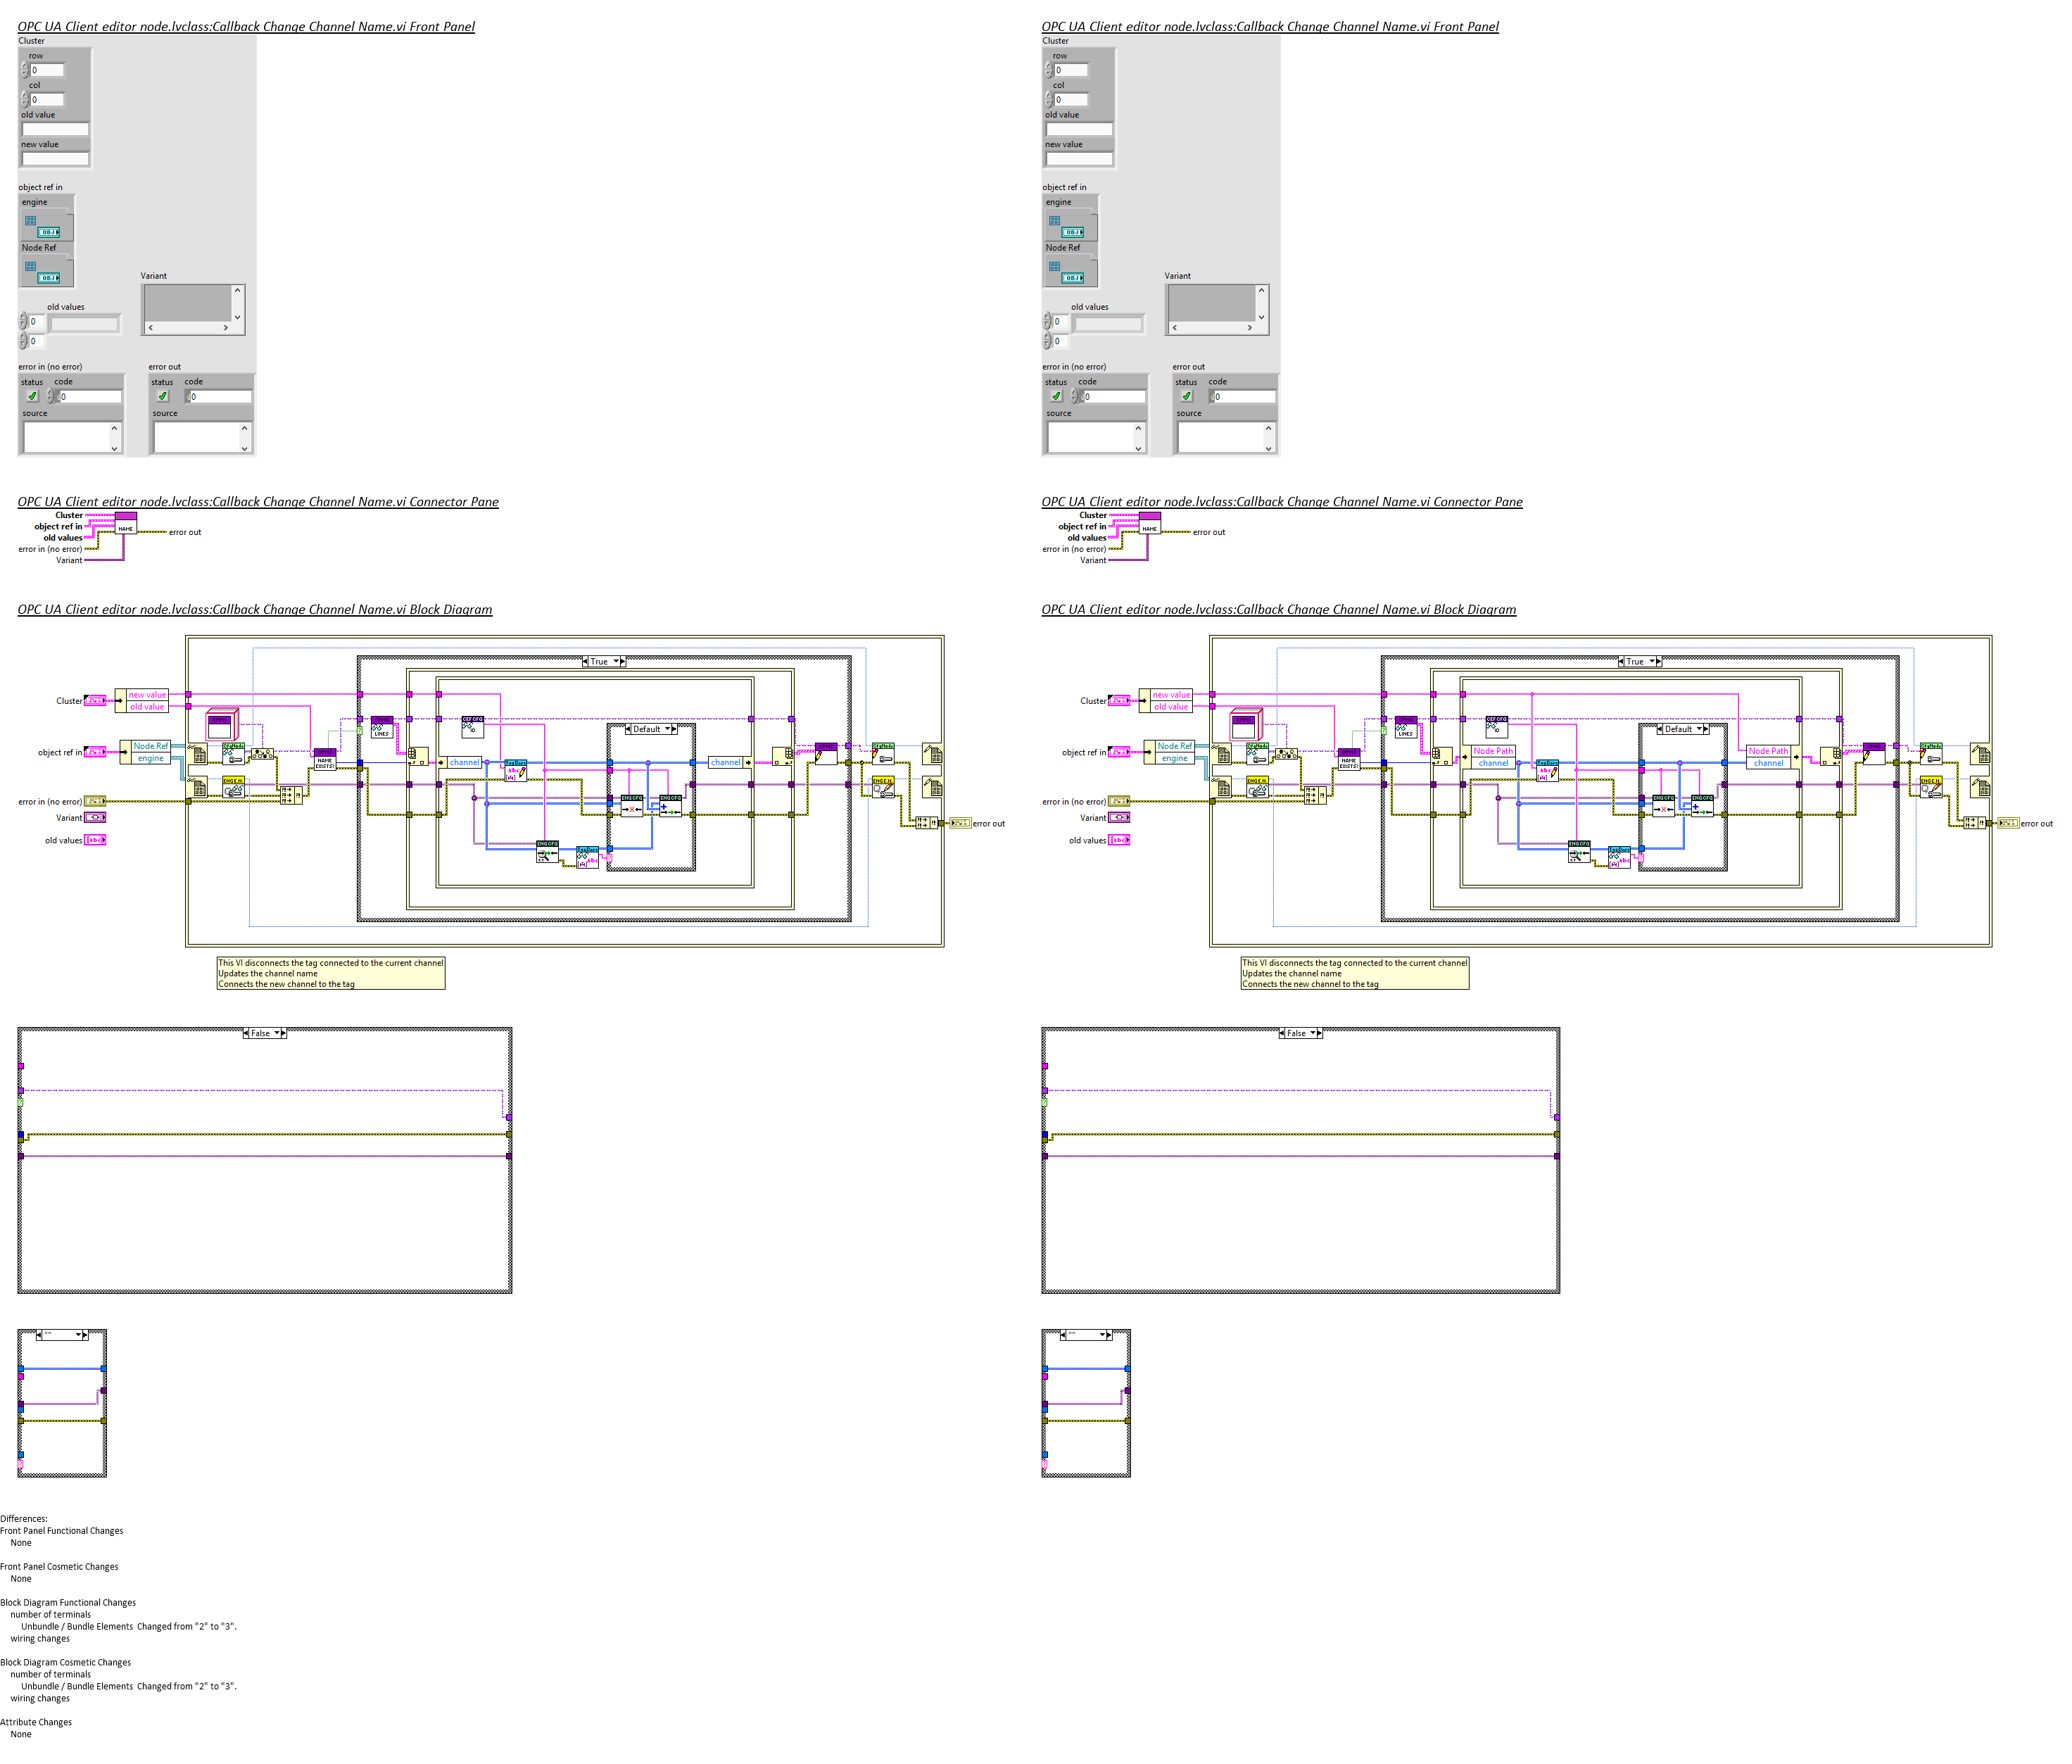 OPC UA Client editor node.lvclass:Callback Change Channel Name.vi Front Panel
Cluster
row
0
col
0
old value
new value
object ref in
engine
OBJ
Node Ref
OBJ
Variant
old values
0
0
error in (no error)
status code
0
source
error out
status code
0
source
OPC UA Client editor node.lvclass:Callback Change Channel Name.vi Connector Pane
Cluster
object ref in
old values
error in (no error)
Variant
NAME
error out
OPC UA Client editor node.lvclass:Callback Change Channel Name.vi Block Diagram
True
Cluster
new value
old value
object ref in
Node Ref
engine
NAME
EXISTS?
LINES
ID
Default
channel
channel
error in (no error)
Variant
old values
abc
error out
This VI disconnects the tag connected to the current channel
Updates the channel name
Connects the new channel to the tag
False
""
OPC UA Client editor node.lvclass:Callback Change Channel Name.vi Front Panel
Cluster
row
0
col
0
old value
new value
object ref in
engine
OBJ
Node Ref
OBJ
Variant
old values
0
0
error in (no error)
status code
0
source
error out
status code
0
source
OPC UA Client editor node.lvclass:Callback Change Channel Name.vi Connector Pane
Cluster
object ref in
old values
error in (no error)
Variant
NAME
error out
OPC UA Client editor node.lvclass:Callback Change Channel Name.vi Block Diagram
True
Cluster
new value
old value
object ref in
Node Ref
engine
NAME
EXISTS?
LINES
ID
Default
Node Path
channel
Node Path
channel
error in (no error)
Variant
old values
abc
error out
This VI disconnects the tag connected to the current channel
Updates the channel name
Connects the new channel to the tag
False
""
Differences:
Front Panel Functional Changes
None
Front Panel Cosmetic Changes
None
Block Diagram Functional Changes
number of terminals
Unbundle / Bundle Elements Changed from "2" to "3".
wiring changes
Block Diagram Cosmetic Changes
number of terminals
Unbundle / Bundle Elements Changed from "2" to "3".
wiring changes
Attribute Changes
None